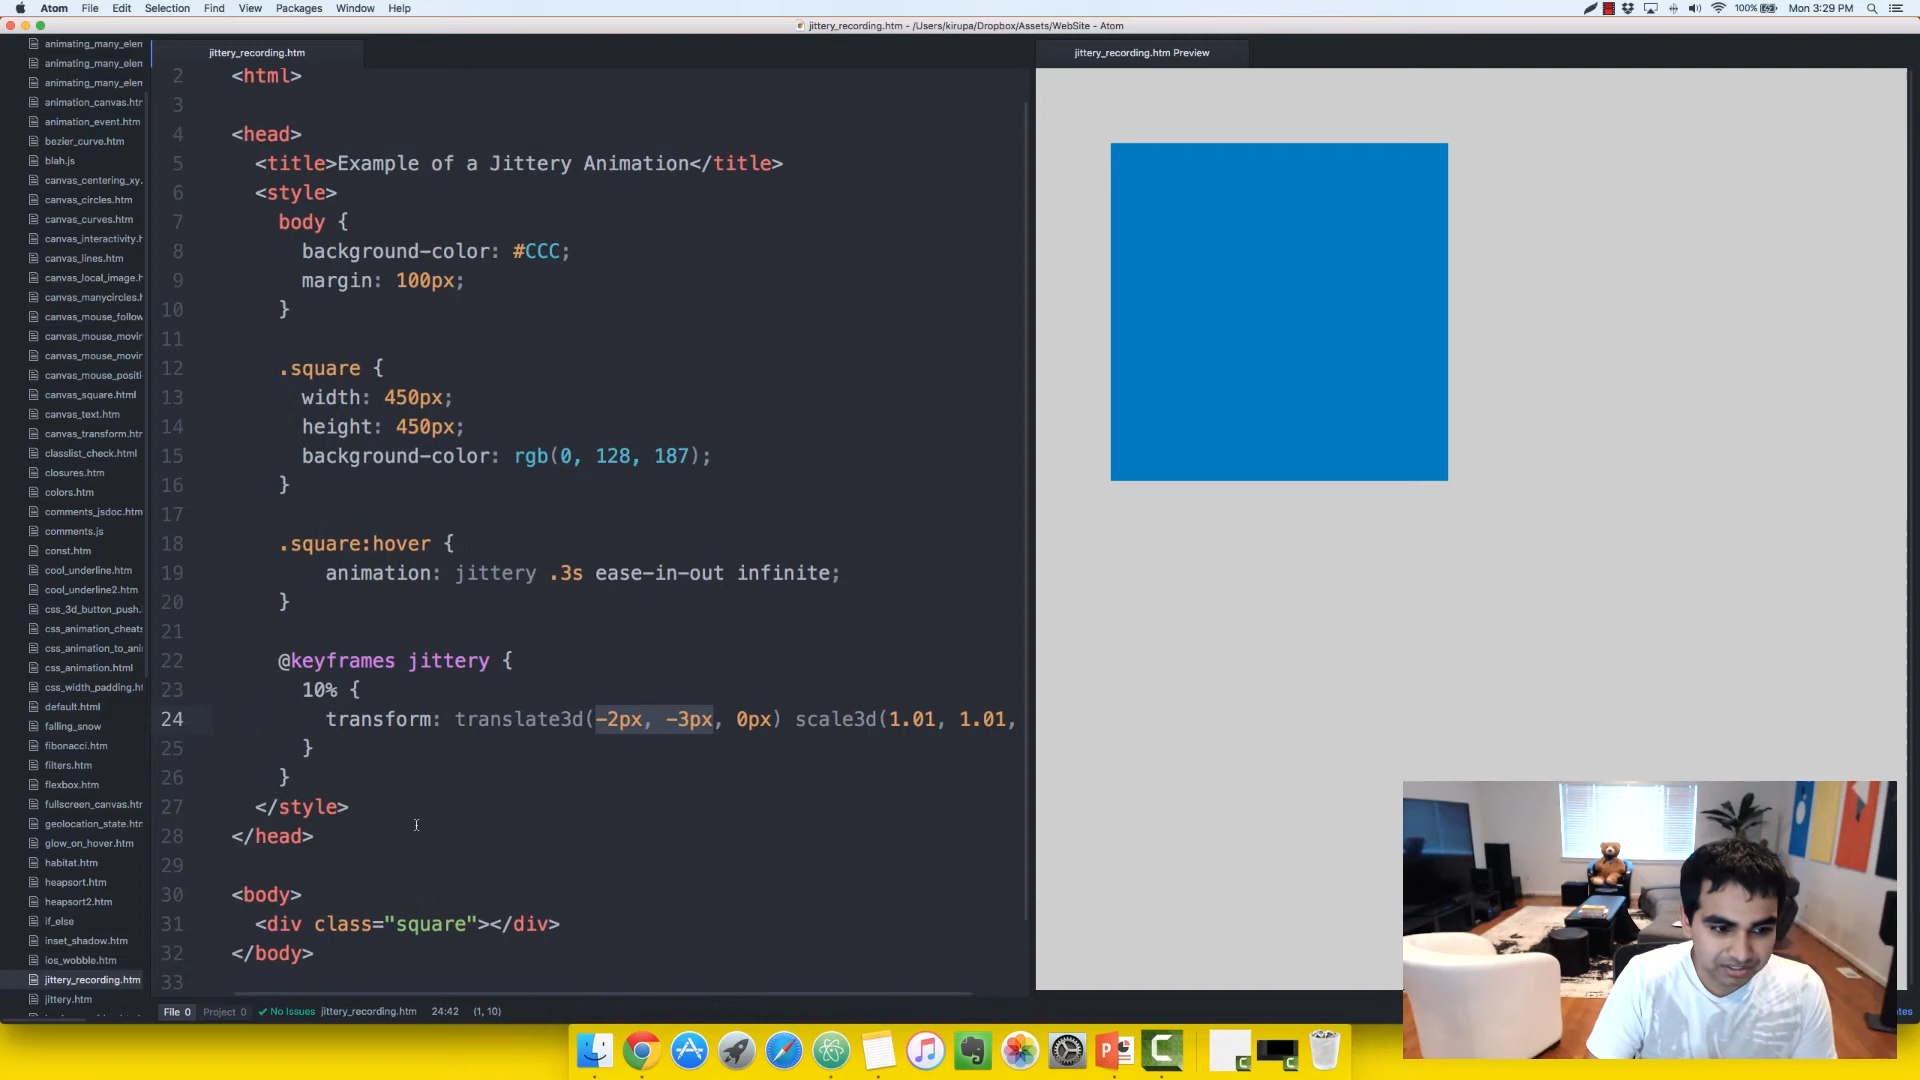 Atom File Edit Selection Find View Packages Window Help
100% Mon 3:29 PM
jittery_recording.htm - /Users/kirupa/Dropbox/Assets/WebSite - Atom
animating_many_elem
animating_many_elem
animating_many_elem
animation_canvas.htm
animation_event.htm
bezier_curve.htm
blah.js
canvas_centering_xy.
canvas_circles.htm
canvas_curves.htm
canvas_interactivity.h
canvas_lines.htm
canvas_local_image.h
canvas_manycircles.h
canvas_mouse_follow
canvas_mouse_movin
canvas_mouse_movin
canvas_mouse_positi
canvas_square.html
canvas_text.htm
canvas_transform.htm
classlist_check.html
closures.htm
colors.htm
comments_jsdoc.htm
comments.js
const.htm
cool_underline.htm
cool_underline2.htm
css_3d_button_push.
css_animation_cheats
css_animation_to_ani
css_animation.html
css_width_padding.ht
default.html
falling_snow
fibonacci.htm
filters.htm
flexbox.htm
fullscreen_canvas.htm
geolocation_state.htm
glow_on_hover.htm
habitat.htm
heapsort.htm
heapsort2.htm
if_else
inset_shadow.htm
ios_wobble.htm
jittery_recording.htm
jittery.htm
jittery_recording.htm
2 <html>
3
4 <head>
5 <title>Example of a Jittery Animation</title>
6 <style>
7 body {
8 background-color: #CCC;
9 margin: 100px;
10 }
11
12 .square {
13 width: 450px;
14 height: 450px;
15 background-color: rgb(0, 128, 187);
16 }
17
18 .square:hover {
19 animation: jittery .3s ease-in-out infinite;
20 }
21
22 @keyframes jittery {
23 10% {
24 transform: translate3d(-2px, -3px, 0px) scale3d(1.01, 1.01,
25 }
26 }
27 </style>
28 </head>
29
30 <body>
31 <div class="square"></div>
32 </body>
33
File 0 Project 0 No Issues jittery_recording.htm 24:42 (1, 10)
jittery_recording.htm Preview